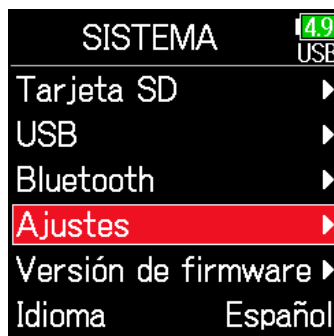 SISTEMA
4.9
USB
Tarjeta SD
USB
Bluetooth
Ajustes
Versión de firmware
Idioma Español